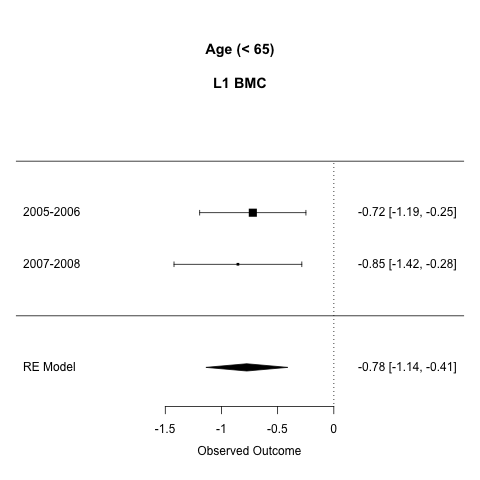 Age (< 65)
L1 BMC
2005-2006 -0.72 [-1.19, -0.25]
2007-2008 -0.85 [-1.42, -0.28]
RE Model -0.78 [-1.14, -0.41]
-1.5 -1 -0.5 0
Observed Outcome